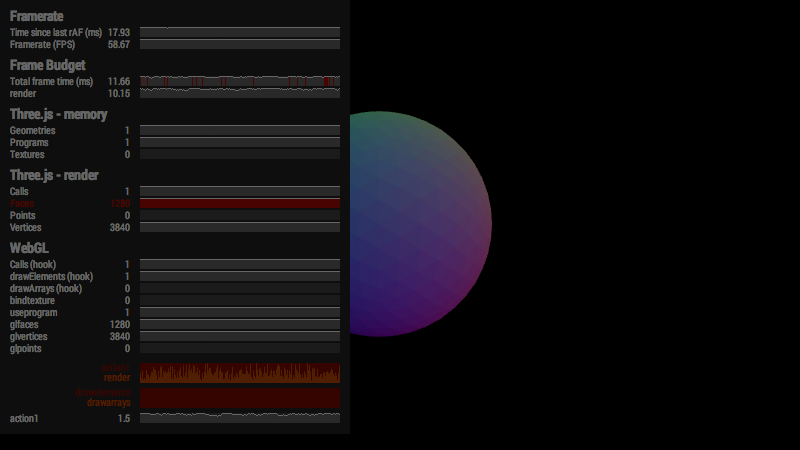 Framerate
Time since last rAF (ms) 17.93
Framerate (FPS) 58.67
Frame Budget
Total frame time (ms) 11.66
render 10.15
Three.js - memory
Geometries 1
Programs 1
Textures 0
Three.js - render
Calls 1
Faces 1280
Points 0
Vertices 3840
WebGL
Calls (hook) 1
drawElements (hook) 1
drawArrays (hook) 0
bindtexture 0
useprogram 1
glfaces 1280
glvertices 3840
glpoints 0
render
drawarrays
action1 1.5